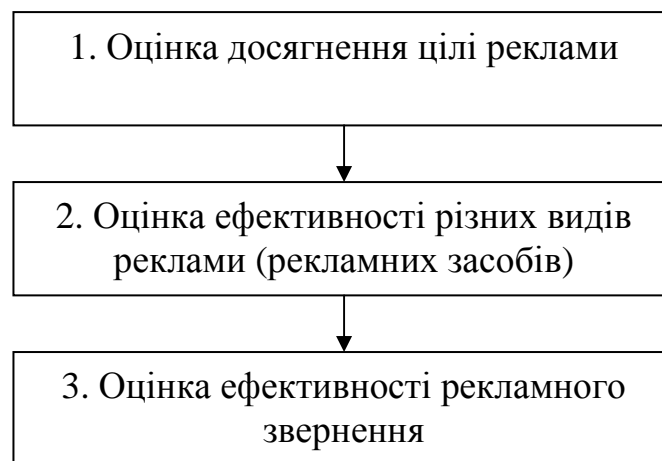 1. Оцінка досягнення цілі реклами
2. Оцінка ефективності різних видів
реклами (рекламних засобів)
3. Оцінка ефективності рекламного
звернення